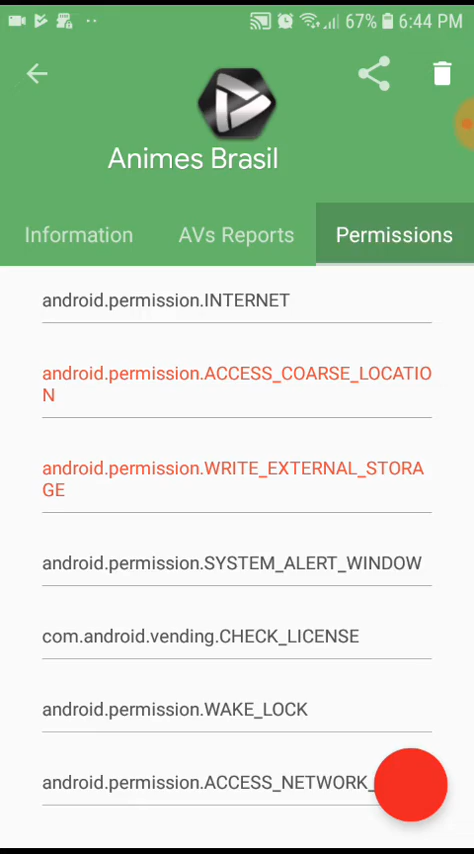 67% 6:44 PM
Animes Brasil
Information AVs Reports Permissions
android.permission.INTERNET
android.permission.ACCESS_COARSE_LOCATIO
N
android.permission.WRITE_EXTERNAL_STORA
GE
android.permission.SYSTEM_ALERT_WINDOW
com.android.vending.CHECK_LICENSE
android.permission.WAKE_LOCK
android.permission.ACCESS_NETWORK_